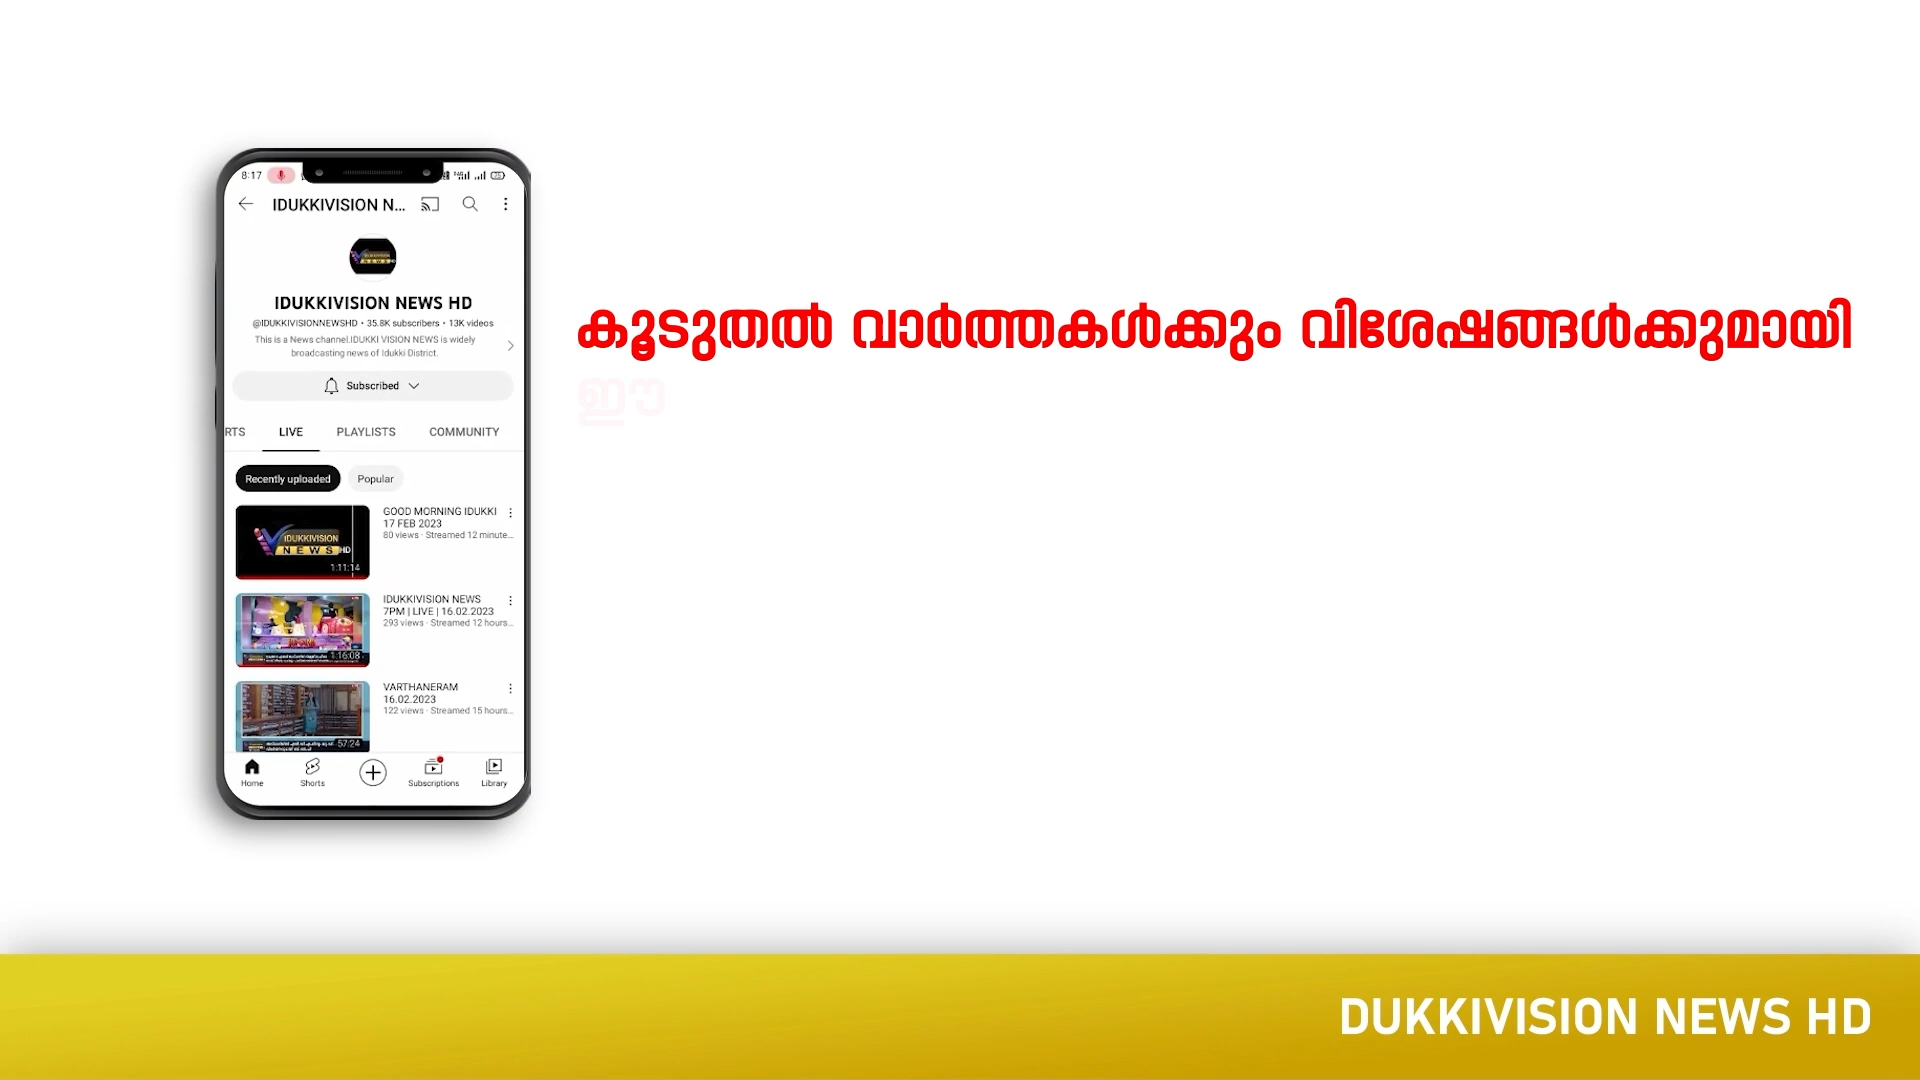 8:17
IDUKKIVISION N...
IDUKKIVISION NEWS HD
IDUKKIVISION NEWS HD
@IDUKKIVISIONNEWSHD • 35.8K subscribers • 13K videos
This is a News channel.IDUKKI VISION NEWS is widely
broadcasting news of Idukki District.
Subscribed
RTS LIVE PLAYLISTS COMMUNITY
Recently uploaded Popular
IDUKKIVISION
NEWS HD
1:11:14
GOOD MORNING IDUKKI
17 FEB 2023
80 views · Streamed 12 minute...
1:16:08
IDUKKIVISION NEWS
7PM | LIVE | 16.02.2023
293 views · Streamed 12 hours...
57:24
VARTHANERAM
16.02.2023
122 views · Streamed 15 hours...
Home Shorts Subscriptions Library
കൂടുതൽ വാർത്തകൾക്കും വിശേഷങ്ങൾക്കുമായി
ഈ
DUKKIVISION NEWS HD